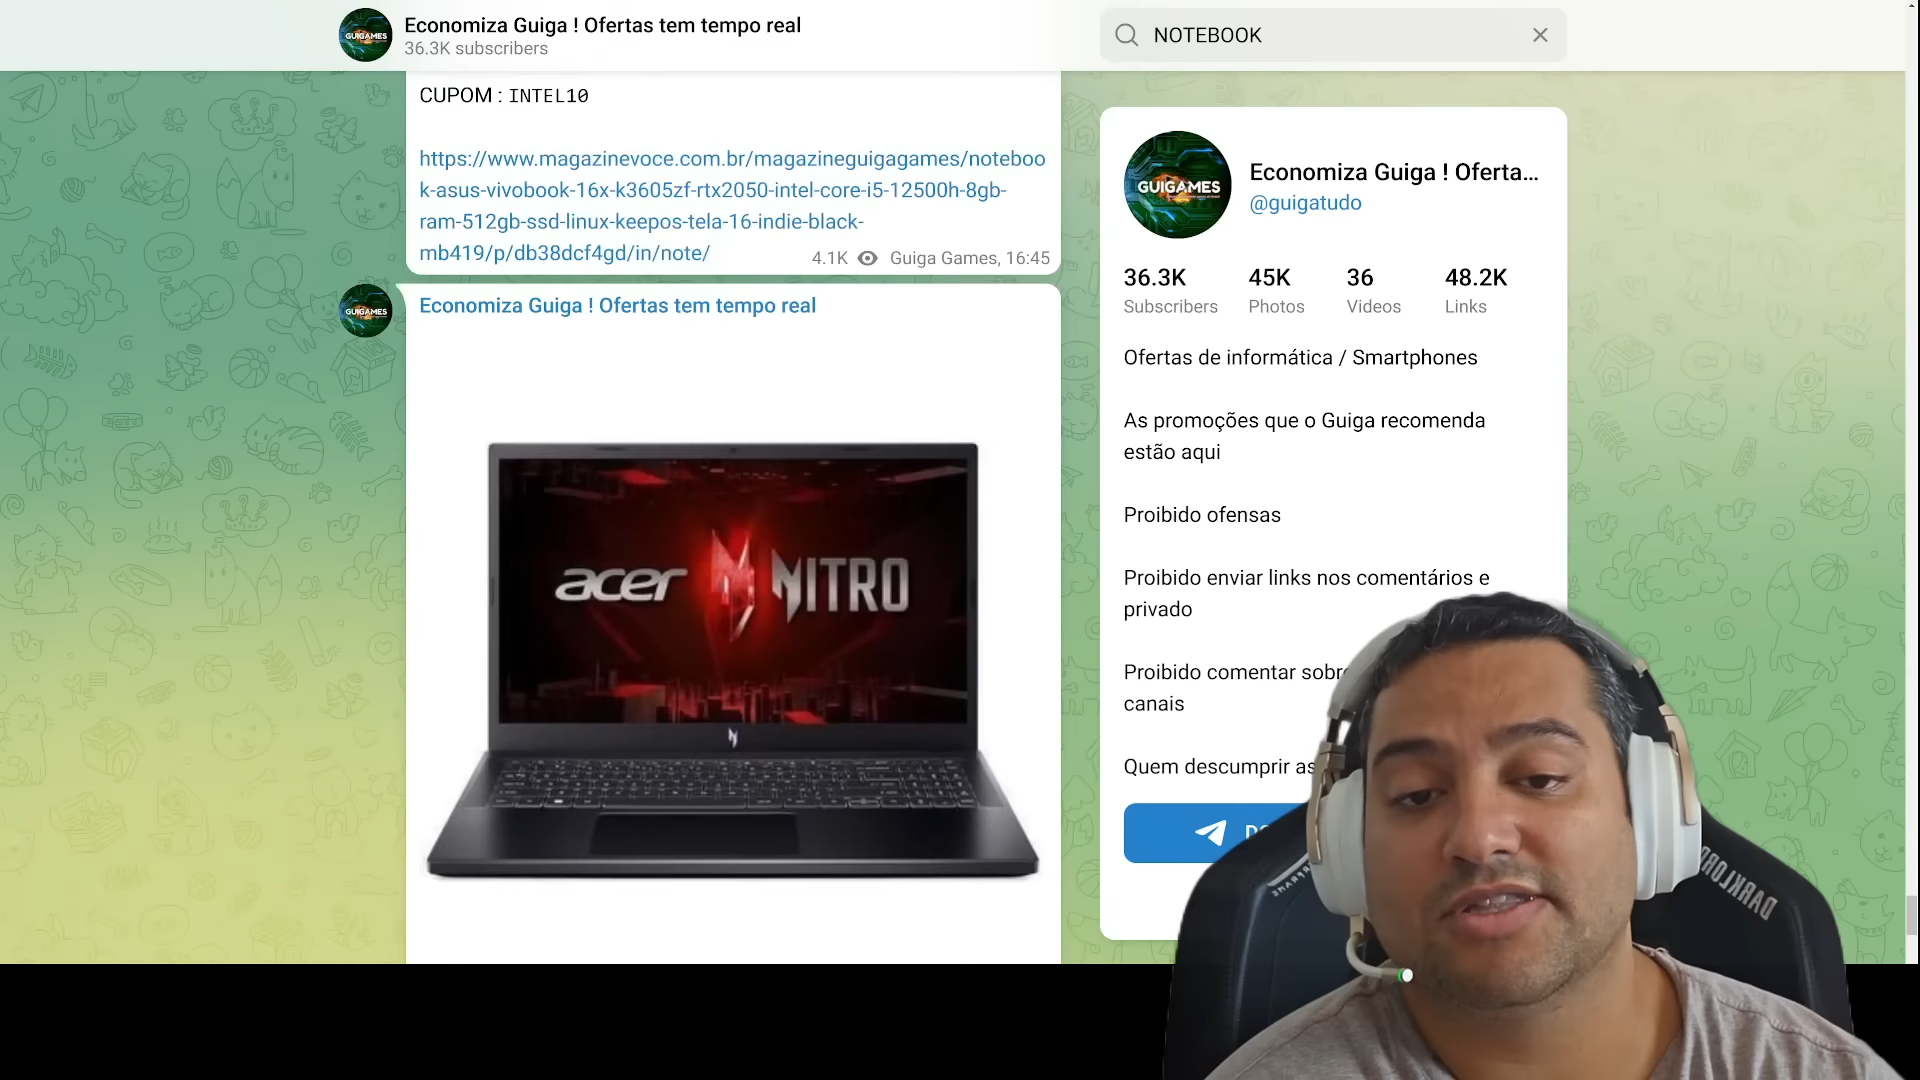 GUIGAMES
Economiza Guiga ! Ofertas tem tempo real
36.3K subscribers
NOTEBOOK
CUPOM : INTEL10
https://www.magazinevoce.com.br/magazineguigagames/noteboo
k-asus-vivobook-16x-k3605zf-rtx2050-intel-core-i5-12500h-8gb-
ram-512gb-ssd-linux-keepos-tela-16-indie-black-
mb419/p/db38dcf4gd/in/note/
4.1K Guiga Games, 16:45
GUIGAMES
Economiza Guiga ! Ofertas tem tempo real
acer NITRO
GUIGAMES
Economiza Guiga ! Oferta...
@guigatudo
36.3K 45K 36 48.2K
Subscribers Photos Videos Links
Ofertas de informática / Smartphones
As promoções que o Guiga recomenda
estão aqui
Proibido ofensas
Proibido enviar links nos comentários e
privado
Proibido comentar sobre
canais
Quem descumprir as
DARKLORD